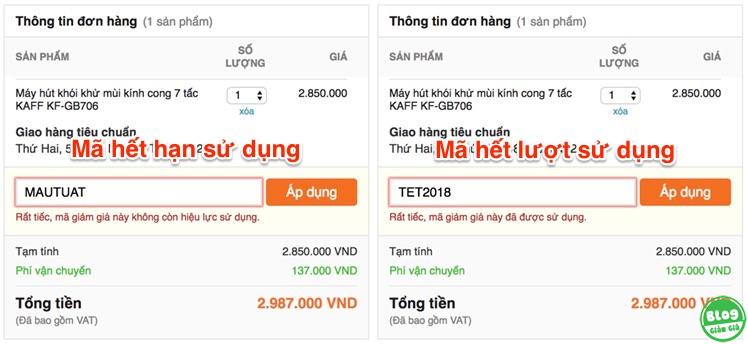 Thông tin đơn hàng (1 sản phẩm)
SẢN PHẨM SỐ LƯỢNG GIÁ
Máy hút khói khử mùi kính cong 7 tấc 1 2.850.000
KAFF KF-GB706 xóa
Giao hàng tiêu chuẩn
Thứ Hai, 5
Mã hết hạn sử dụng
MAUTUAT Áp dụng
Rất tiếc, mã giảm giá này không còn hiệu lực sử dụng.
Tạm tính 2.850.000 VND
Phí vận chuyển 137.000 VND
Tổng tiền 2.987.000 VND
(Đã bao gồm VAT)
Thông tin đơn hàng (1 sản phẩm)
SẢN PHẨM SỐ LƯỢNG GIÁ
Máy hút khói khử mùi kính cong 7 tấc 1 2.850.000
KAFF KF-GB706 xóa
Giao hàng tiêu chuẩn
Thứ
Mã hết lượt sử dụng
TET2018 Áp dụng
Rất tiếc, mã giảm giá này đã được sử dụng.
Tạm tính 2.850.000 VND
Phí vận chuyển 137.000 VND
Tổng tiền 2.987.000 VND
(Đã bao gồm VAT)
BLOG
Giảm Giá